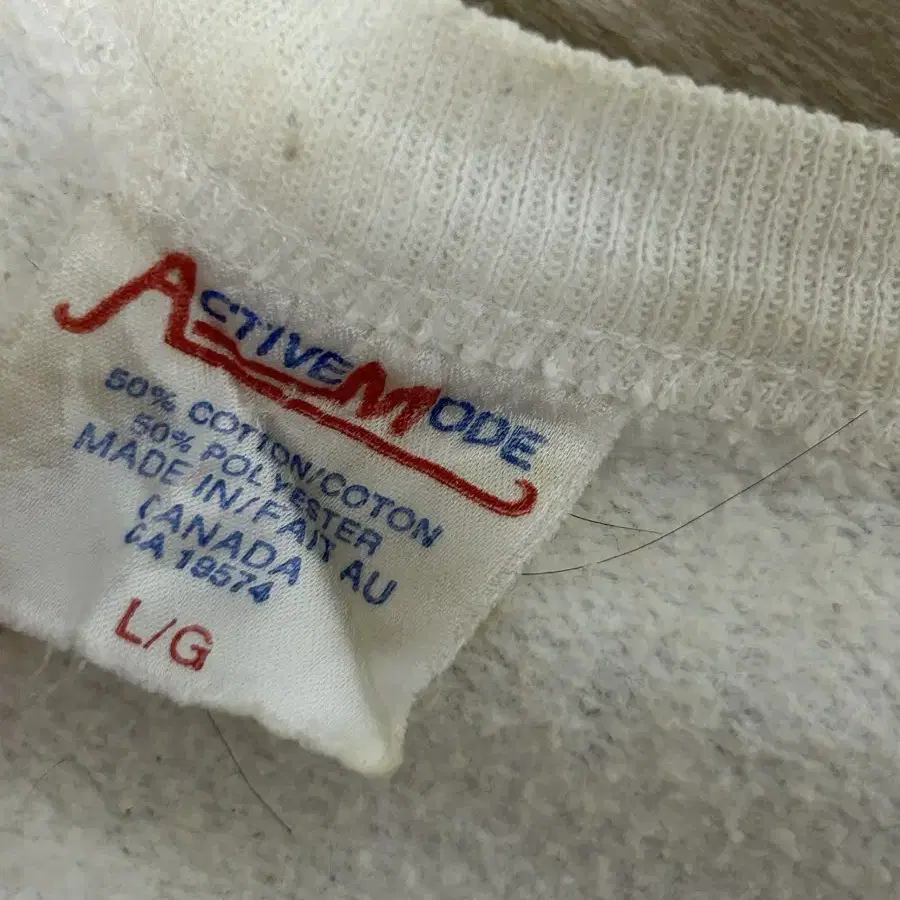 ACTIVEMODE
50% COTTON/COTON
50% POLYESTER
MADE IN/FAIT AU
CANADA
CA 19574
L/G